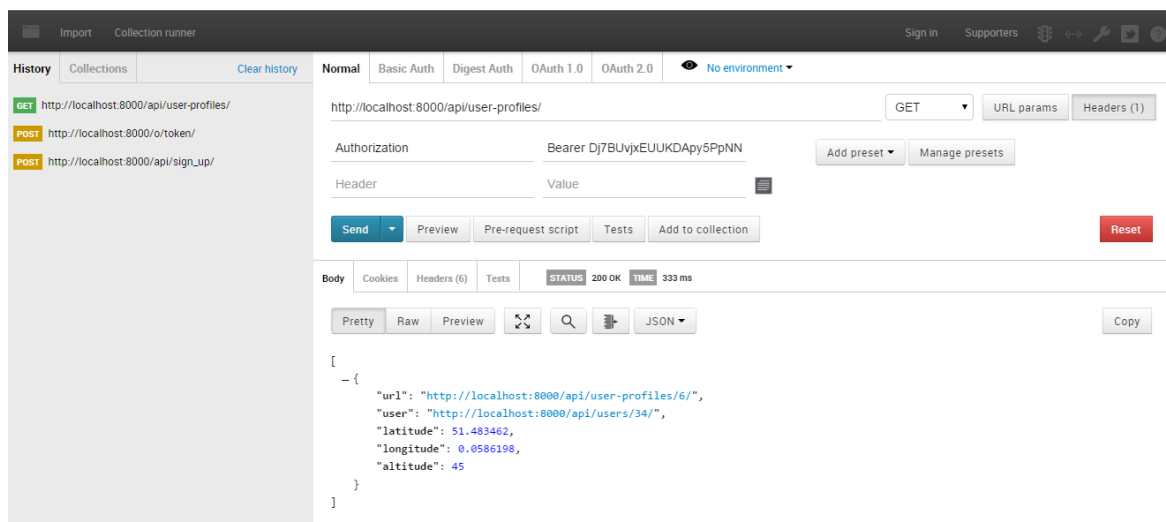 Import Collection runner Sign in Supporters
History Collections Clear history
GET http://localhost:8000/api/user-profiles/
POST http://localhost:8000/o/token/
POST http://localhost:8000/api/sign_up/
Normal Basic Auth Digest Auth OAuth 1.0 OAuth 2.0 No environment
http://localhost:8000/api/user-profiles/ GET URL params Headers (1)
Authorization Bearer Dj7BUvjxEUUKDApy5PpNN Add preset Manage presets
Header Value
Send Preview Pre-request script Tests Add to collection Reset
Body Cookies Headers (6) Tests STATUS 200 OK TIME 333 ms
Pretty Raw Preview JSON Copy
[
– {
"url": "http://localhost:8000/api/user-profiles/6/",
"user": "http://localhost:8000/api/users/34/",
"latitude": 51.483462,
"longitude": 0.0586198,
"altitude": 45
}
]